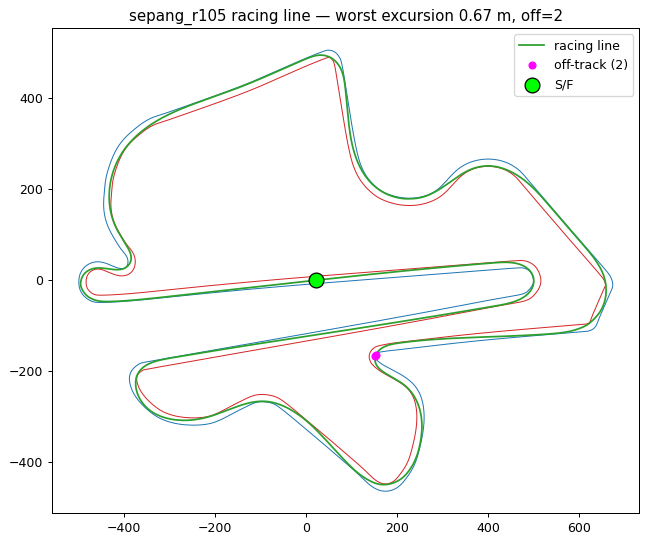 sepang_r105 racing line — worst excursion 0.67 m, off=2
racing line
off-track (2)
S/F
400
200
0
−200
−400
−400
−200
0
200
400
600